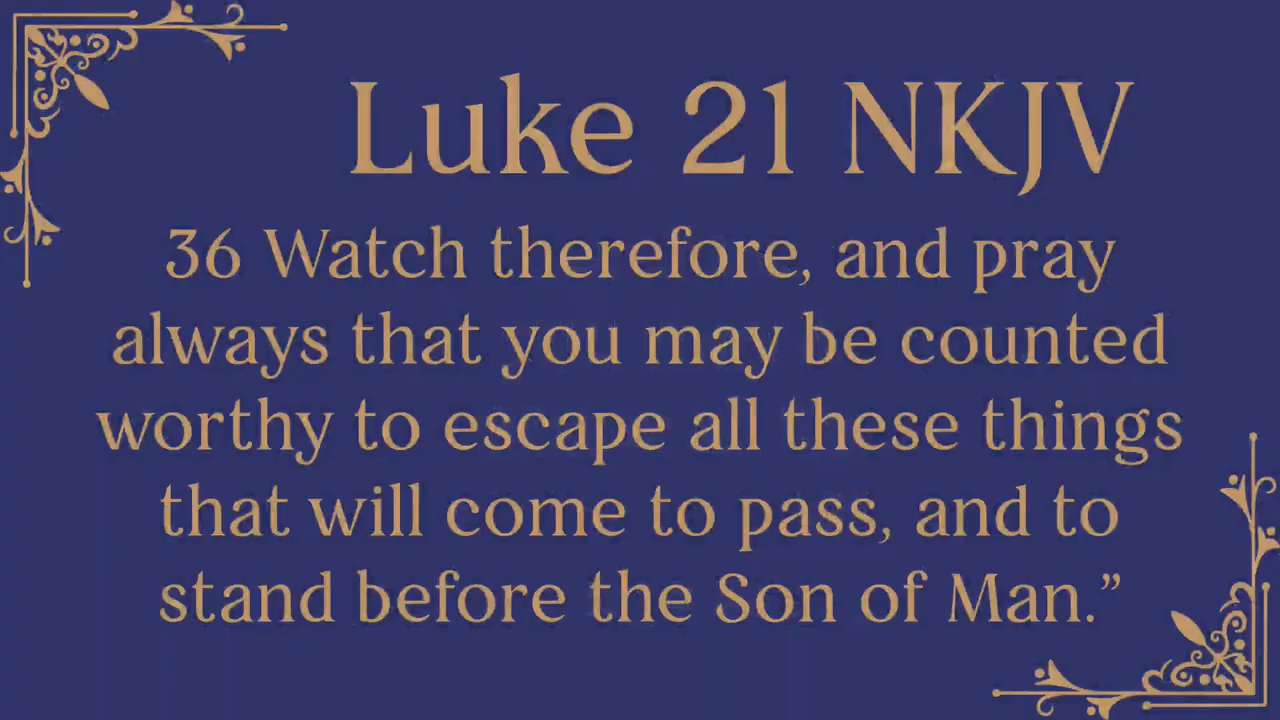 Luke 21 NKJV
36 Watch therefore, and pray
always that you may be counted
worthy to escape all these things
that will come to pass, and to
stand before the Son of Man.”